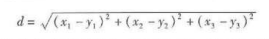 d = √((x₁ − y₁)² + (x₂ − y₂)² + (x₃ − y₃)²)